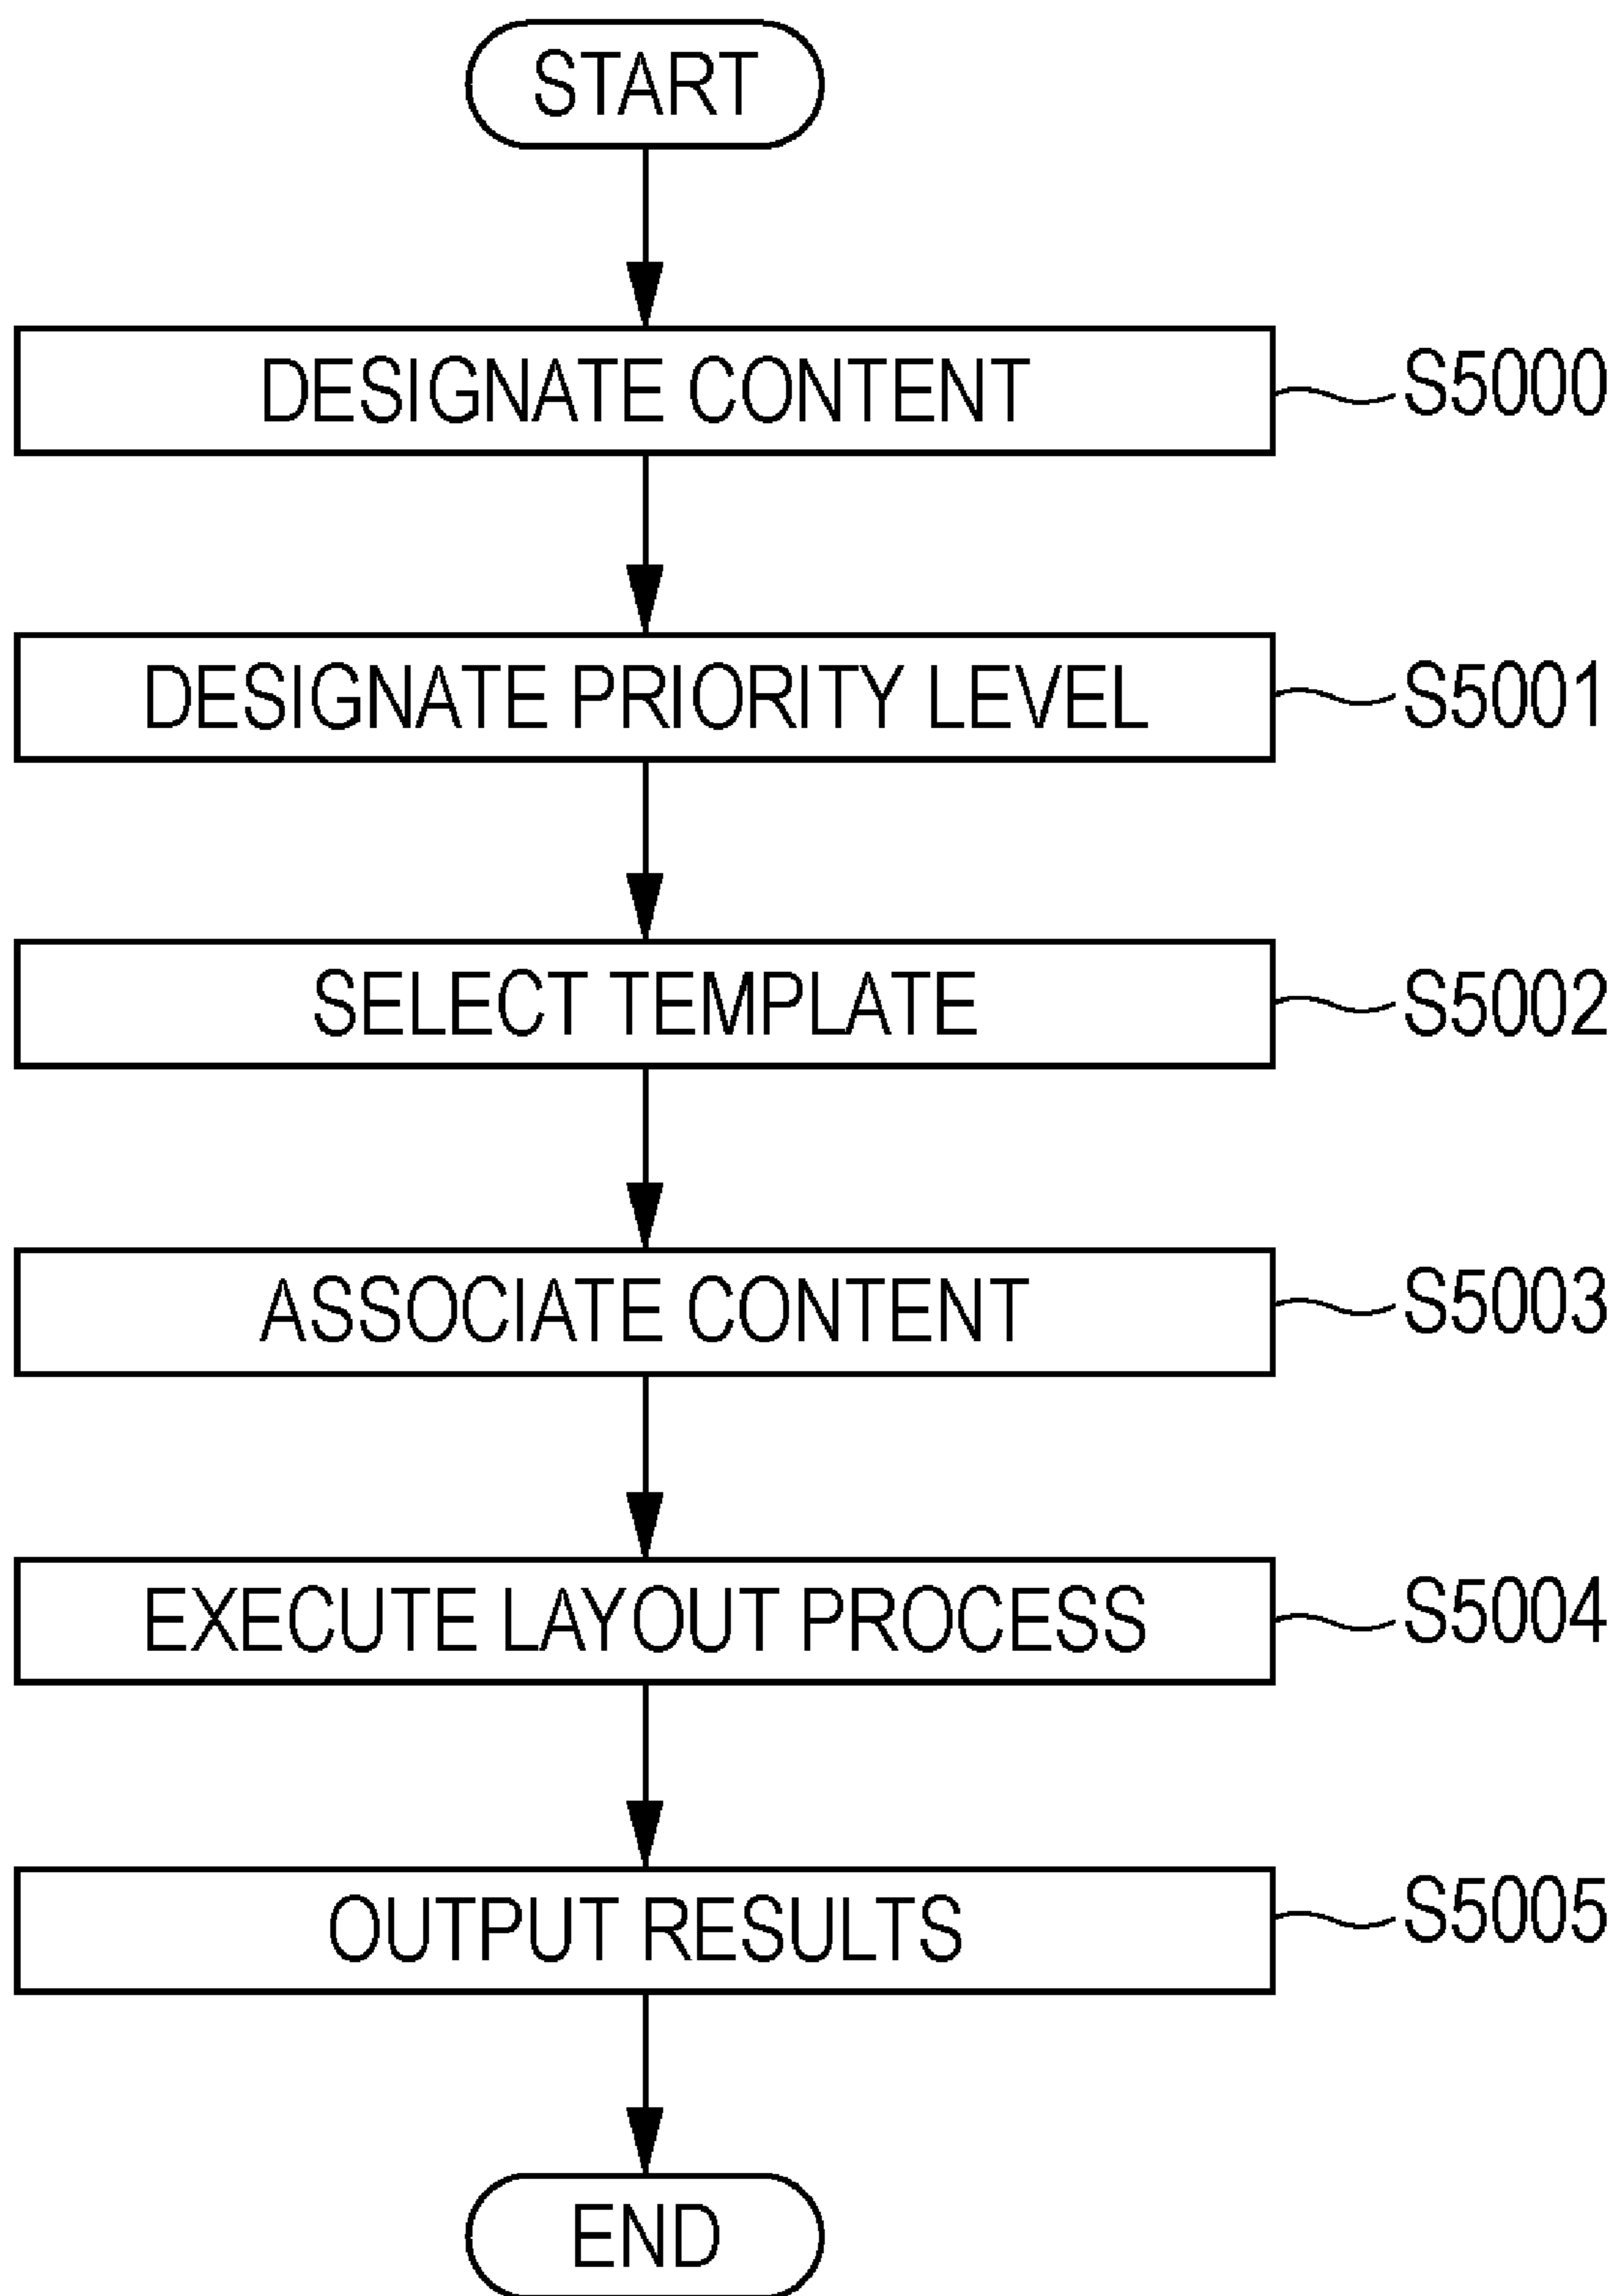 START
DESIGNATE CONTENT S5000
DESIGNATE PRIORITY LEVEL S5001
SELECT TEMPLATE S5002
ASSOCIATE CONTENT S5003
EXECUTE LAYOUT PROCESS S5004
OUTPUT RESULTS S5005
END